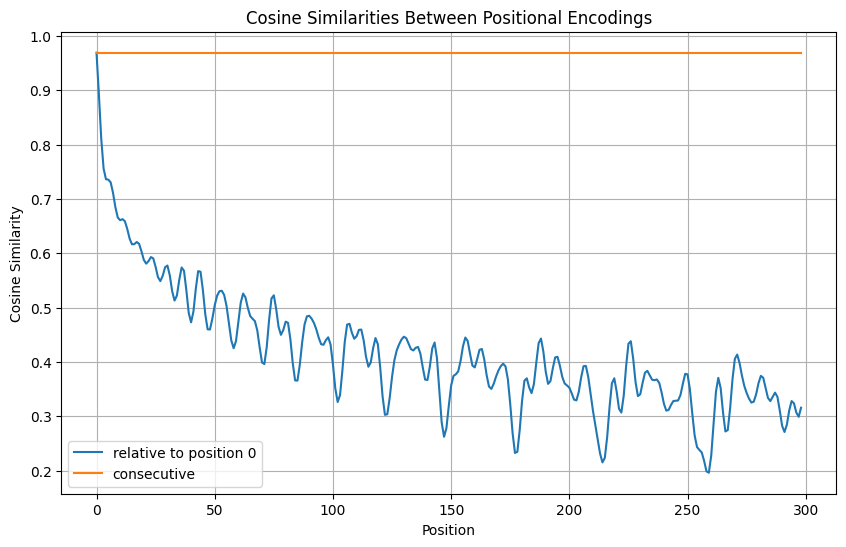 Cosine Similarities Between Positional Encodings
Cosine Similarity
1.0
0.9
0.8
0.7
0.6
0.5
0.4
0.3
0.2
relative to position 0
consecutive
0 50 100 150 200 250 300
Position